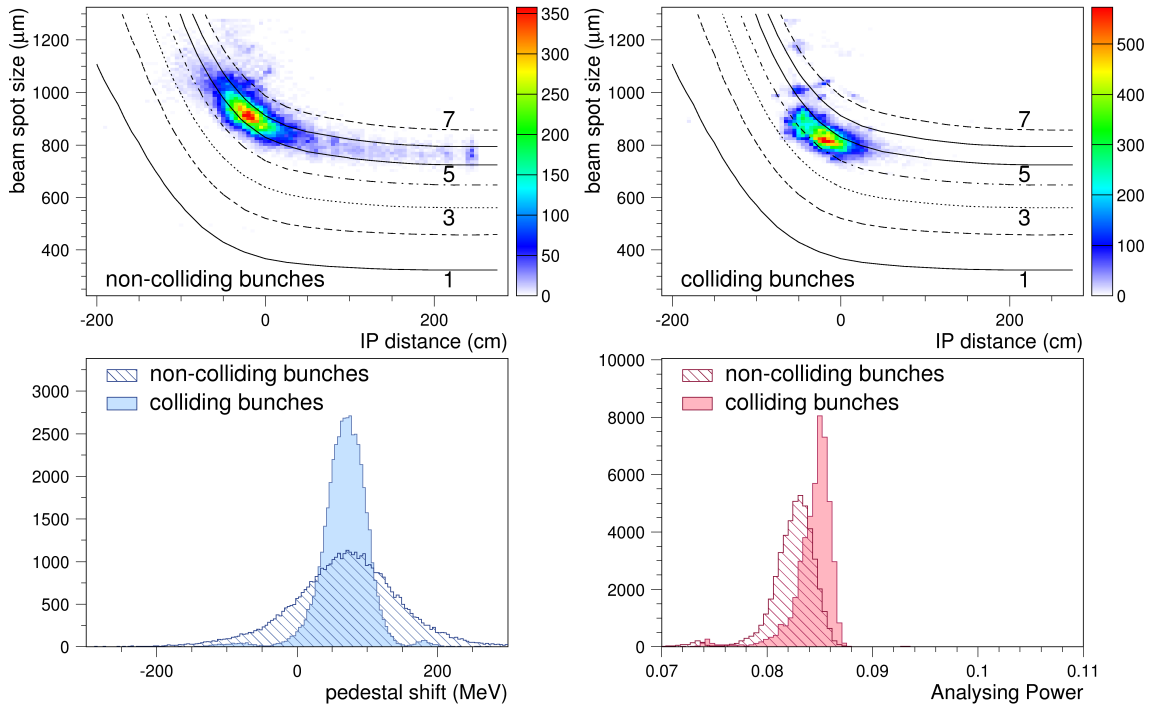 beam spot size (μm)
1200
1000
800
600
400
7
5
3
1
non-colliding bunches
-200 0 200
IP distance (cm)
350
300
250
200
150
100
50
0
beam spot size (μm)
1200
1000
800
600
400
7
5
3
1
colliding bunches
-200 0 200
IP distance (cm)
500
400
300
200
100
0
3000
2500
2000
1500
1000
500
0
non-colliding bunches
colliding bunches
-200 0 200
pedestal shift (MeV)
10000
8000
6000
4000
2000
0
non-colliding bunches
colliding bunches
0.07 0.08 0.09 0.1 0.11
Analysing Power